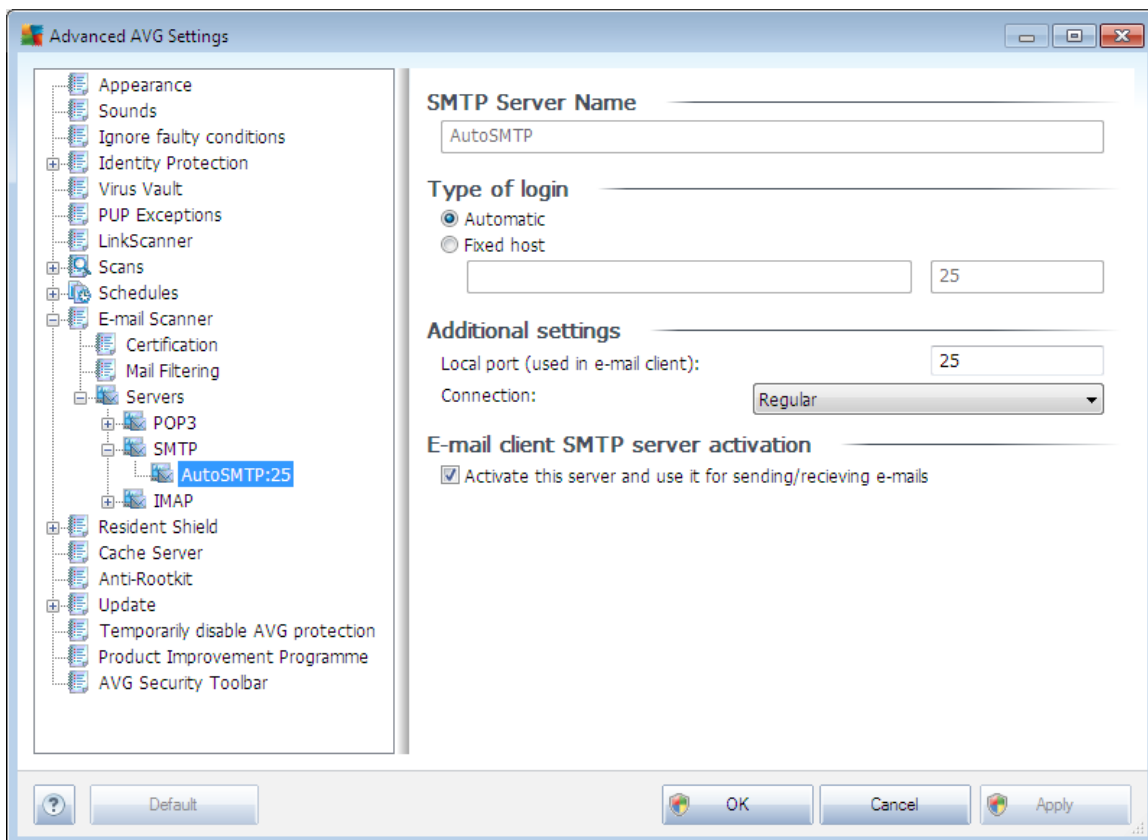 Advanced AVG Settings
Appearance
Sounds
Ignore faulty conditions
Identity Protection
Virus Vault
PUP Exceptions
LinkScanner
Scans
Schedules
E-mail Scanner
Certification
Mail Filtering
Servers
POP3
SMTP
AutoSMTP:25
IMAP
Resident Shield
Cache Server
Anti-Rootkit
Update
Temporarily disable AVG protection
Product Improvement Programme
AVG Security Toolbar
SMTP Server Name
AutoSMTP
Type of login
Automatic
Fixed host
25
Additional settings
Local port (used in e-mail client):
25
Connection:
Regular
E-mail client SMTP server activation
Activate this server and use it for sending/recieving e-mails
?
Default
OK
Cancel
Apply